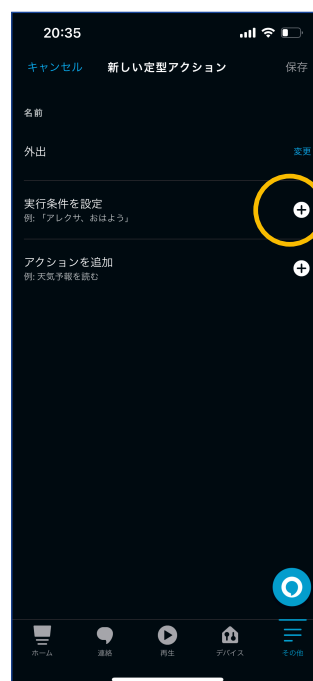 20:35
キャンセル 新しい定型アクション 保存
名前
外出 変更
実行条件を設定
例: 「アレクサ、おはよう」
アクションを追加
例: 天気予報を読む
ホーム 連絡 再生 デバイス その他